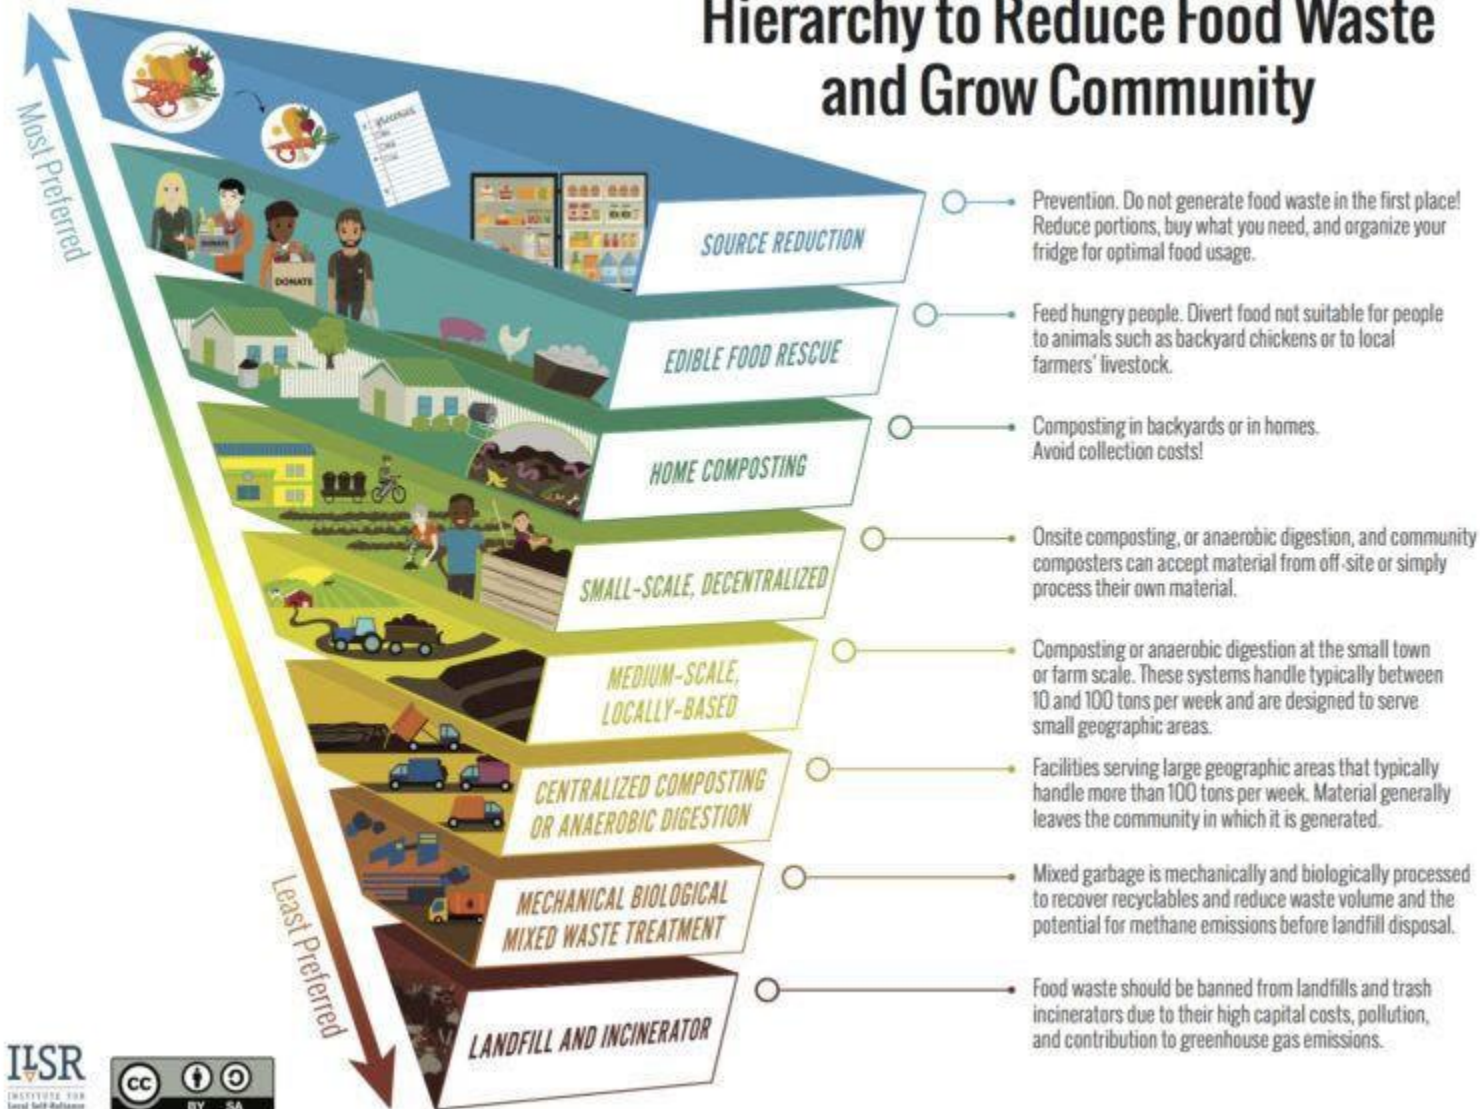 Hierarchy to Reduce Food Waste
and Grow Community
Most Preferred
Groceries
DONATE
DONATE
SOURCE REDUCTION
Prevention. Do not generate food waste in the first place!
Reduce portions, buy what you need, and organize your
fridge for optimal food usage.
EDIBLE FOOD RESCUE
Feed hungry people. Divert food not suitable for people
to animals such as backyard chickens or to local
farmers' livestock.
HOME COMPOSTING
Composting in backyards or in homes.
Avoid collection costs!
SMALL-SCALE, DECENTRALIZED
Onsite composting, or anaerobic digestion, and community
composters can accept material from off-site or simply
process their own material.
MEDIUM-SCALE,
LOCALLY-BASED
Composting or anaerobic digestion at the small town
or farm scale. These systems handle typically between
10 and 100 tons per week and are designed to serve
small geographic areas.
CENTRALIZED COMPOSTING
OR ANAEROBIC DIGESTION
Facilities serving large geographic areas that typically
handle more than 100 tons per week. Material generally
leaves the community in which it is generated.
MECHANICAL BIOLOGICAL
MIXED WASTE TREATMENT
Mixed garbage is mechanically and biologically processed
to recover recyclables and reduce waste volume and the
potential for methane emissions before landfill disposal.
LANDFILL AND INCINERATOR
Food waste should be banned from landfills and trash
incinerators due to their high capital costs, pollution,
and contribution to greenhouse gas emissions.
Least Preferred
ILSR
INSTITUTE FOR
Local Self-Reliance
cc
BY SA